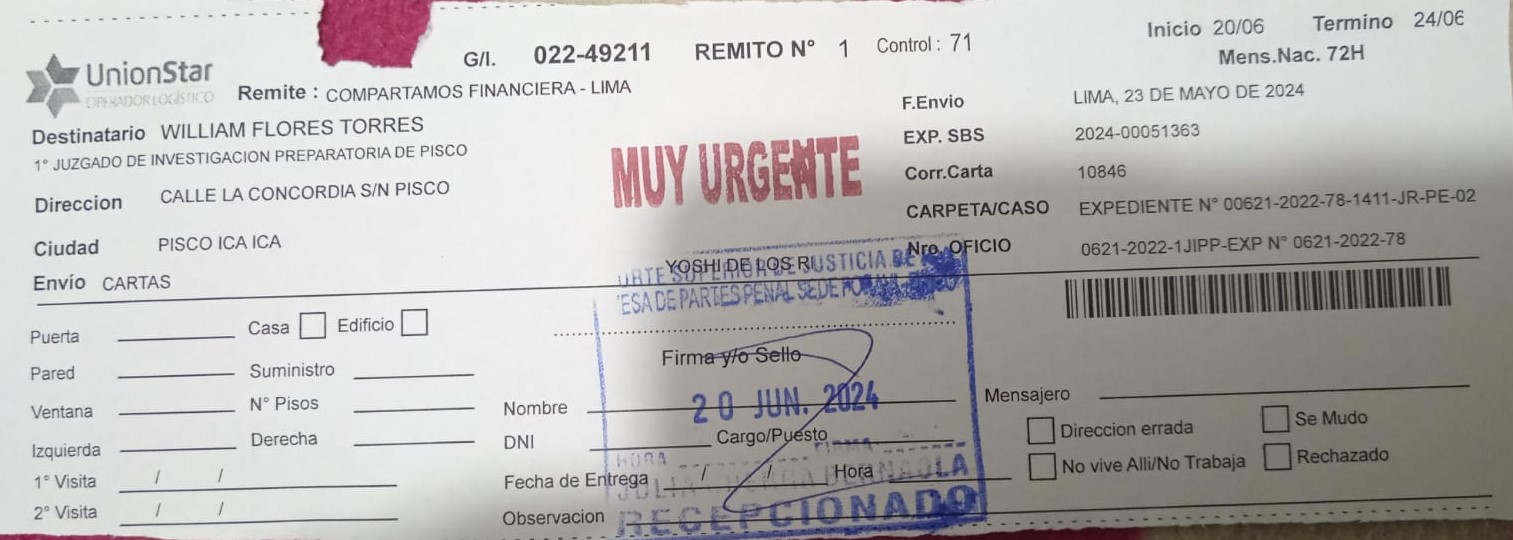 Inicio 20/06 Termino 24/06
G/I. 022-49211 REMITO N° 1 Control : 71
Mens.Nac. 72H
UnionStar
OPERADOR LOGÍSTICO
Remite : COMPARTAMOS FINANCIERA - LIMA
F.Envio LIMA, 23 DE MAYO DE 2024
Destinatario WILLIAM FLORES TORRES
EXP. SBS 2024-00051363
1° JUZGADO DE INVESTIGACION PREPARATORIA DE PISCO
MUY URGENTE
Corr.Carta 10846
Direccion CALLE LA CONCORDIA S/N PISCO
CARPETA/CASO EXPEDIENTE N° 00621-2022-78-1411-JR-PE-02
Ciudad PISCO ICA ICA
Nro. OFICIO 0621-2022-1JIPP-EXP N° 0621-2022-78
YOSHI DE LOS RI
Envío CARTAS
JUSTICIA DE
ESA DE PARTES PENAL SEDE
Puerta Casa Edificio
Firma y/o Sello
Pared Suministro
20 JUN. 2024
Ventana N° Pisos
Nombre
Mensajero
Izquierda Derecha
DNI Cargo/Puesto
Direccion errada Se Mudo
HORA FIRMA
1° Visita / /
Fecha de Entrega / / Hora
No vive Alli/No Trabaja Rechazado
2° Visita / /
Observacion
RECEPCIONADO